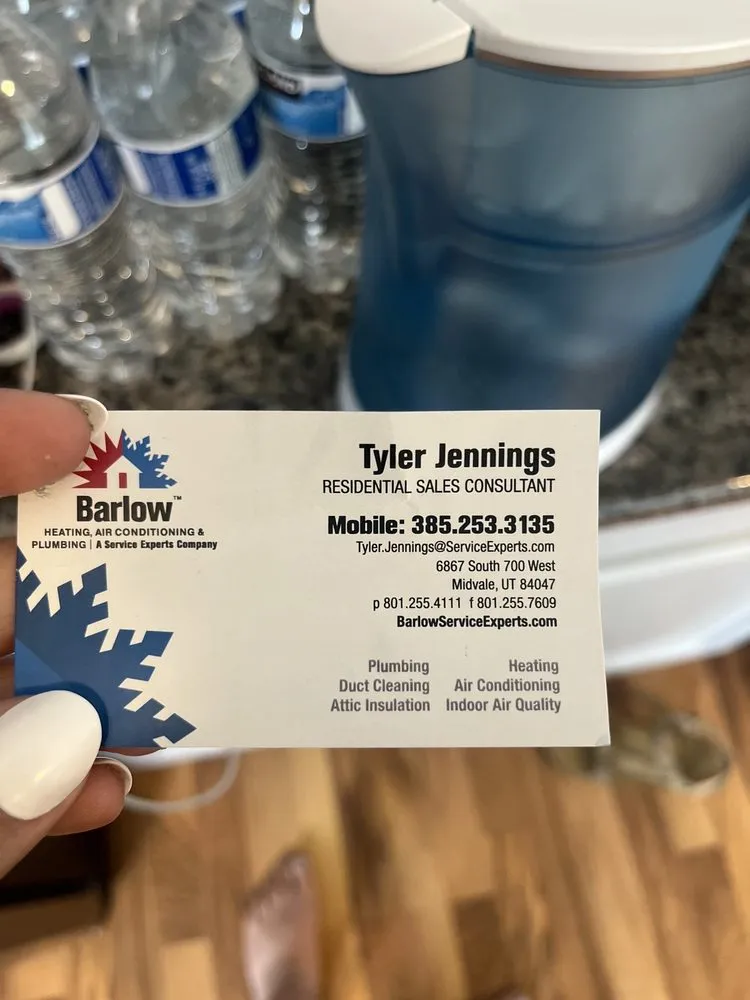 Barlow™
HEATING, AIR CONDITIONING &
PLUMBING | A Service Experts Company
Tyler Jennings
RESIDENTIAL SALES CONSULTANT
Mobile: 385.253.3135
Tyler.Jennings@ServiceExperts.com
6867 South 700 West
Midvale, UT 84047
p 801.255.4111 f 801.255.7609
BarlowServiceExperts.com
Plumbing Heating
Duct Cleaning Air Conditioning
Attic Insulation Indoor Air Quality